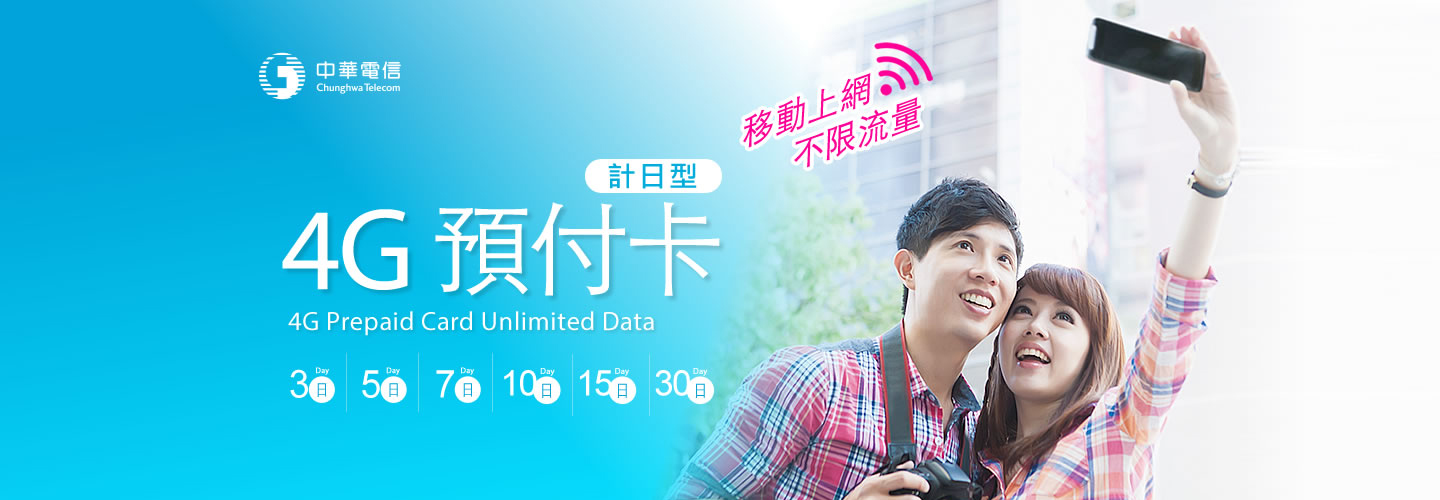 中華電信
Chunghwa Telecom
移動上網
不限流量
計日型
4G 預付卡
4G Prepaid Card Unlimited Data
3 Day 日
5 Day 日
7 Day 日
10 Day 日
15 Day 日
30 Day 日